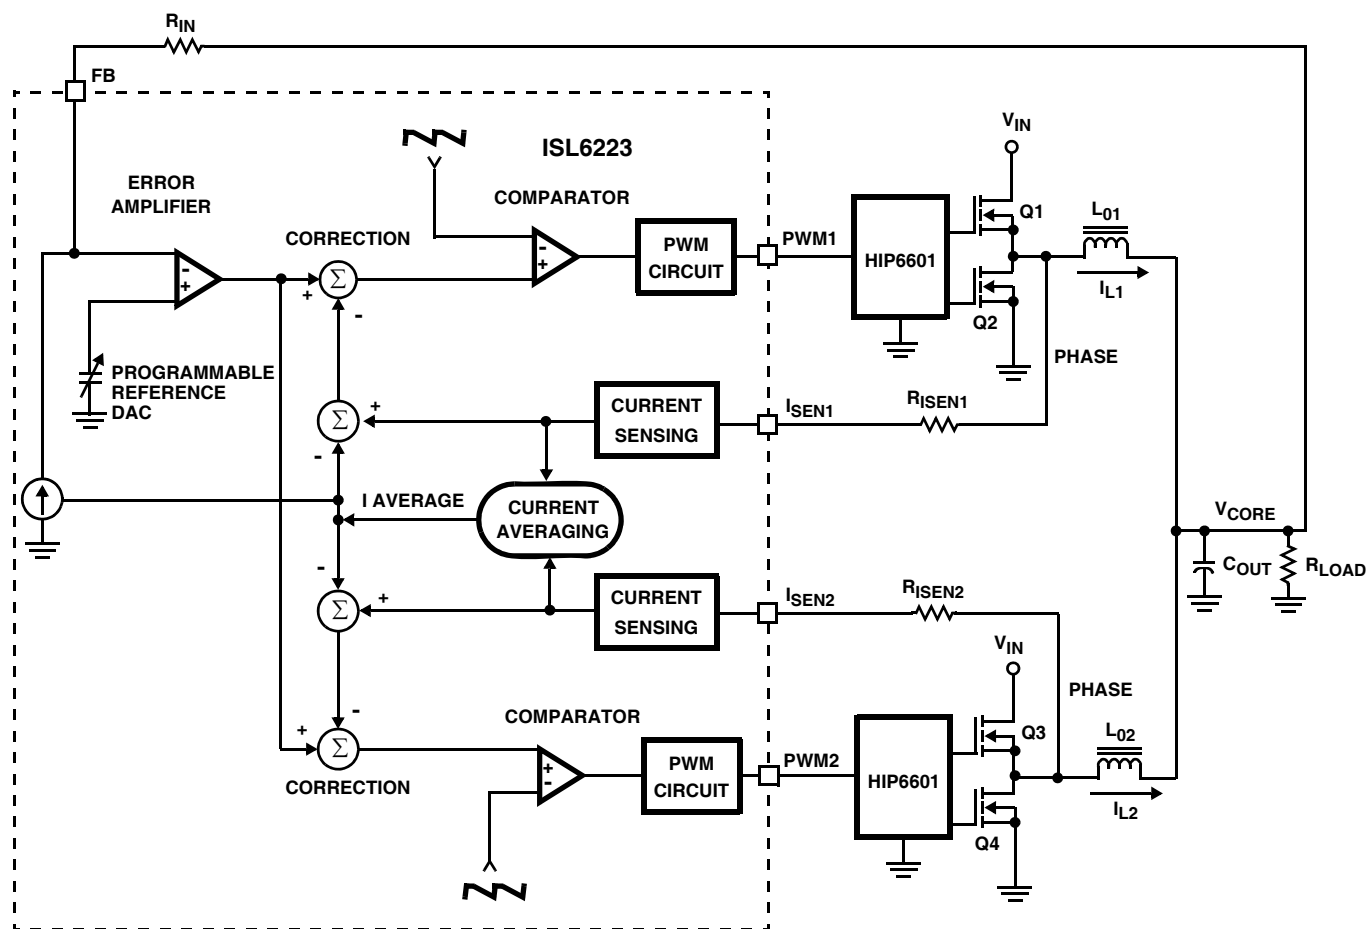 RIN
FB
ISL6223
VIN
ERROR
AMPLIFIER
COMPARATOR
CORRECTION
-
+
Σ
+
-
-
+
PWM
CIRCUIT
PWM1
HIP6601
Q1
Q2
L01
IL1
PHASE
PROGRAMMABLE
REFERENCE
DAC
Σ
+
-
CURRENT
SENSING
ISEN1
RISEN1
I AVERAGE
CURRENT
AVERAGING
VCORE
COUT
RLOAD
-
Σ
+
CURRENT
SENSING
ISEN2
RISEN2
VIN
PHASE
-
+
Σ
CORRECTION
COMPARATOR
+
-
PWM
CIRCUIT
PWM2
HIP6601
Q3
Q4
L02
IL2